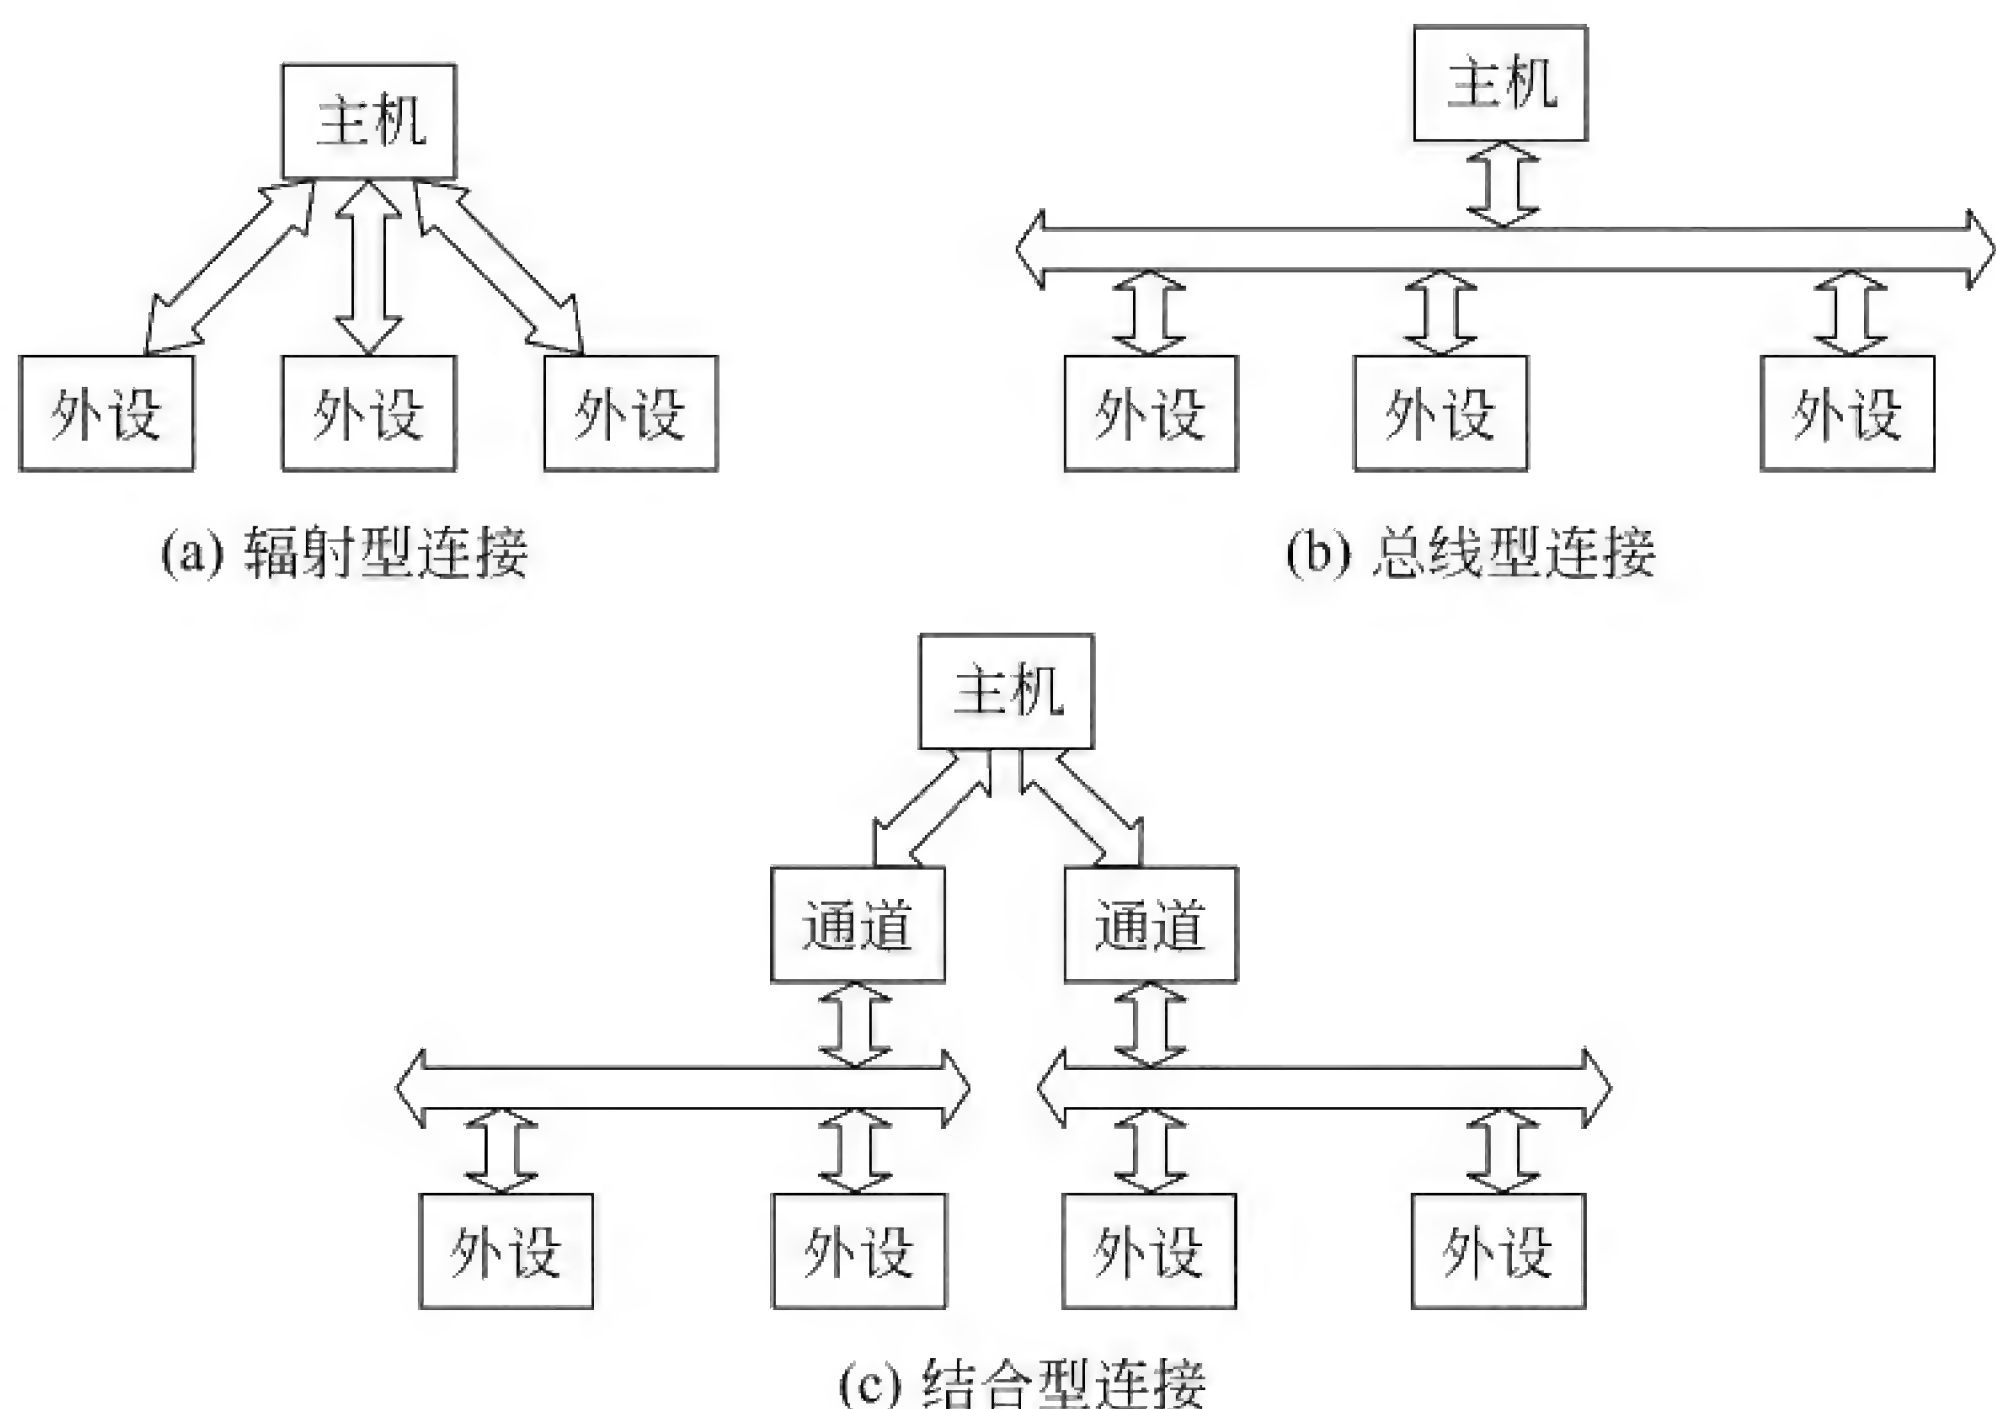 主机
主机
外设
外设
外设
外设
外设
外设
(a) 辐射型连接
(b) 总线型连接
主机
通道
通道
外设
外设
外设
外设
(c) 结合型连接